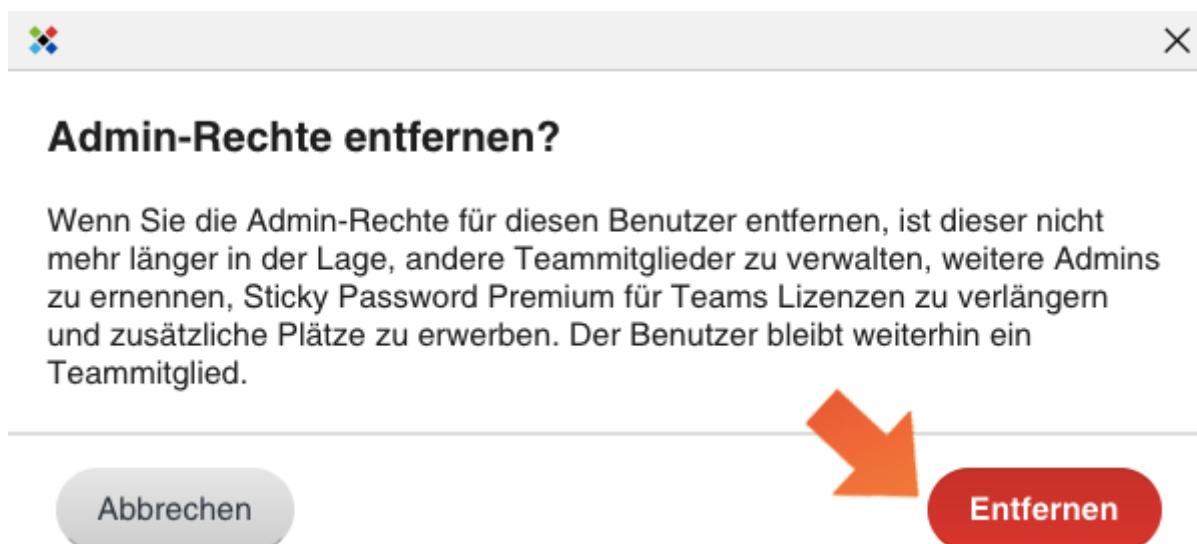 Admin-Rechte entfernen?
Wenn Sie die Admin-Rechte für diesen Benutzer entfernen, ist dieser nicht
mehr länger in der Lage, andere Teammitglieder zu verwalten, weitere Admins
zu ernennen, Sticky Password Premium für Teams Lizenzen zu verlängern
und zusätzliche Plätze zu erwerben. Der Benutzer bleibt weiterhin ein
Teammitglied.
Abbrechen
Entfernen